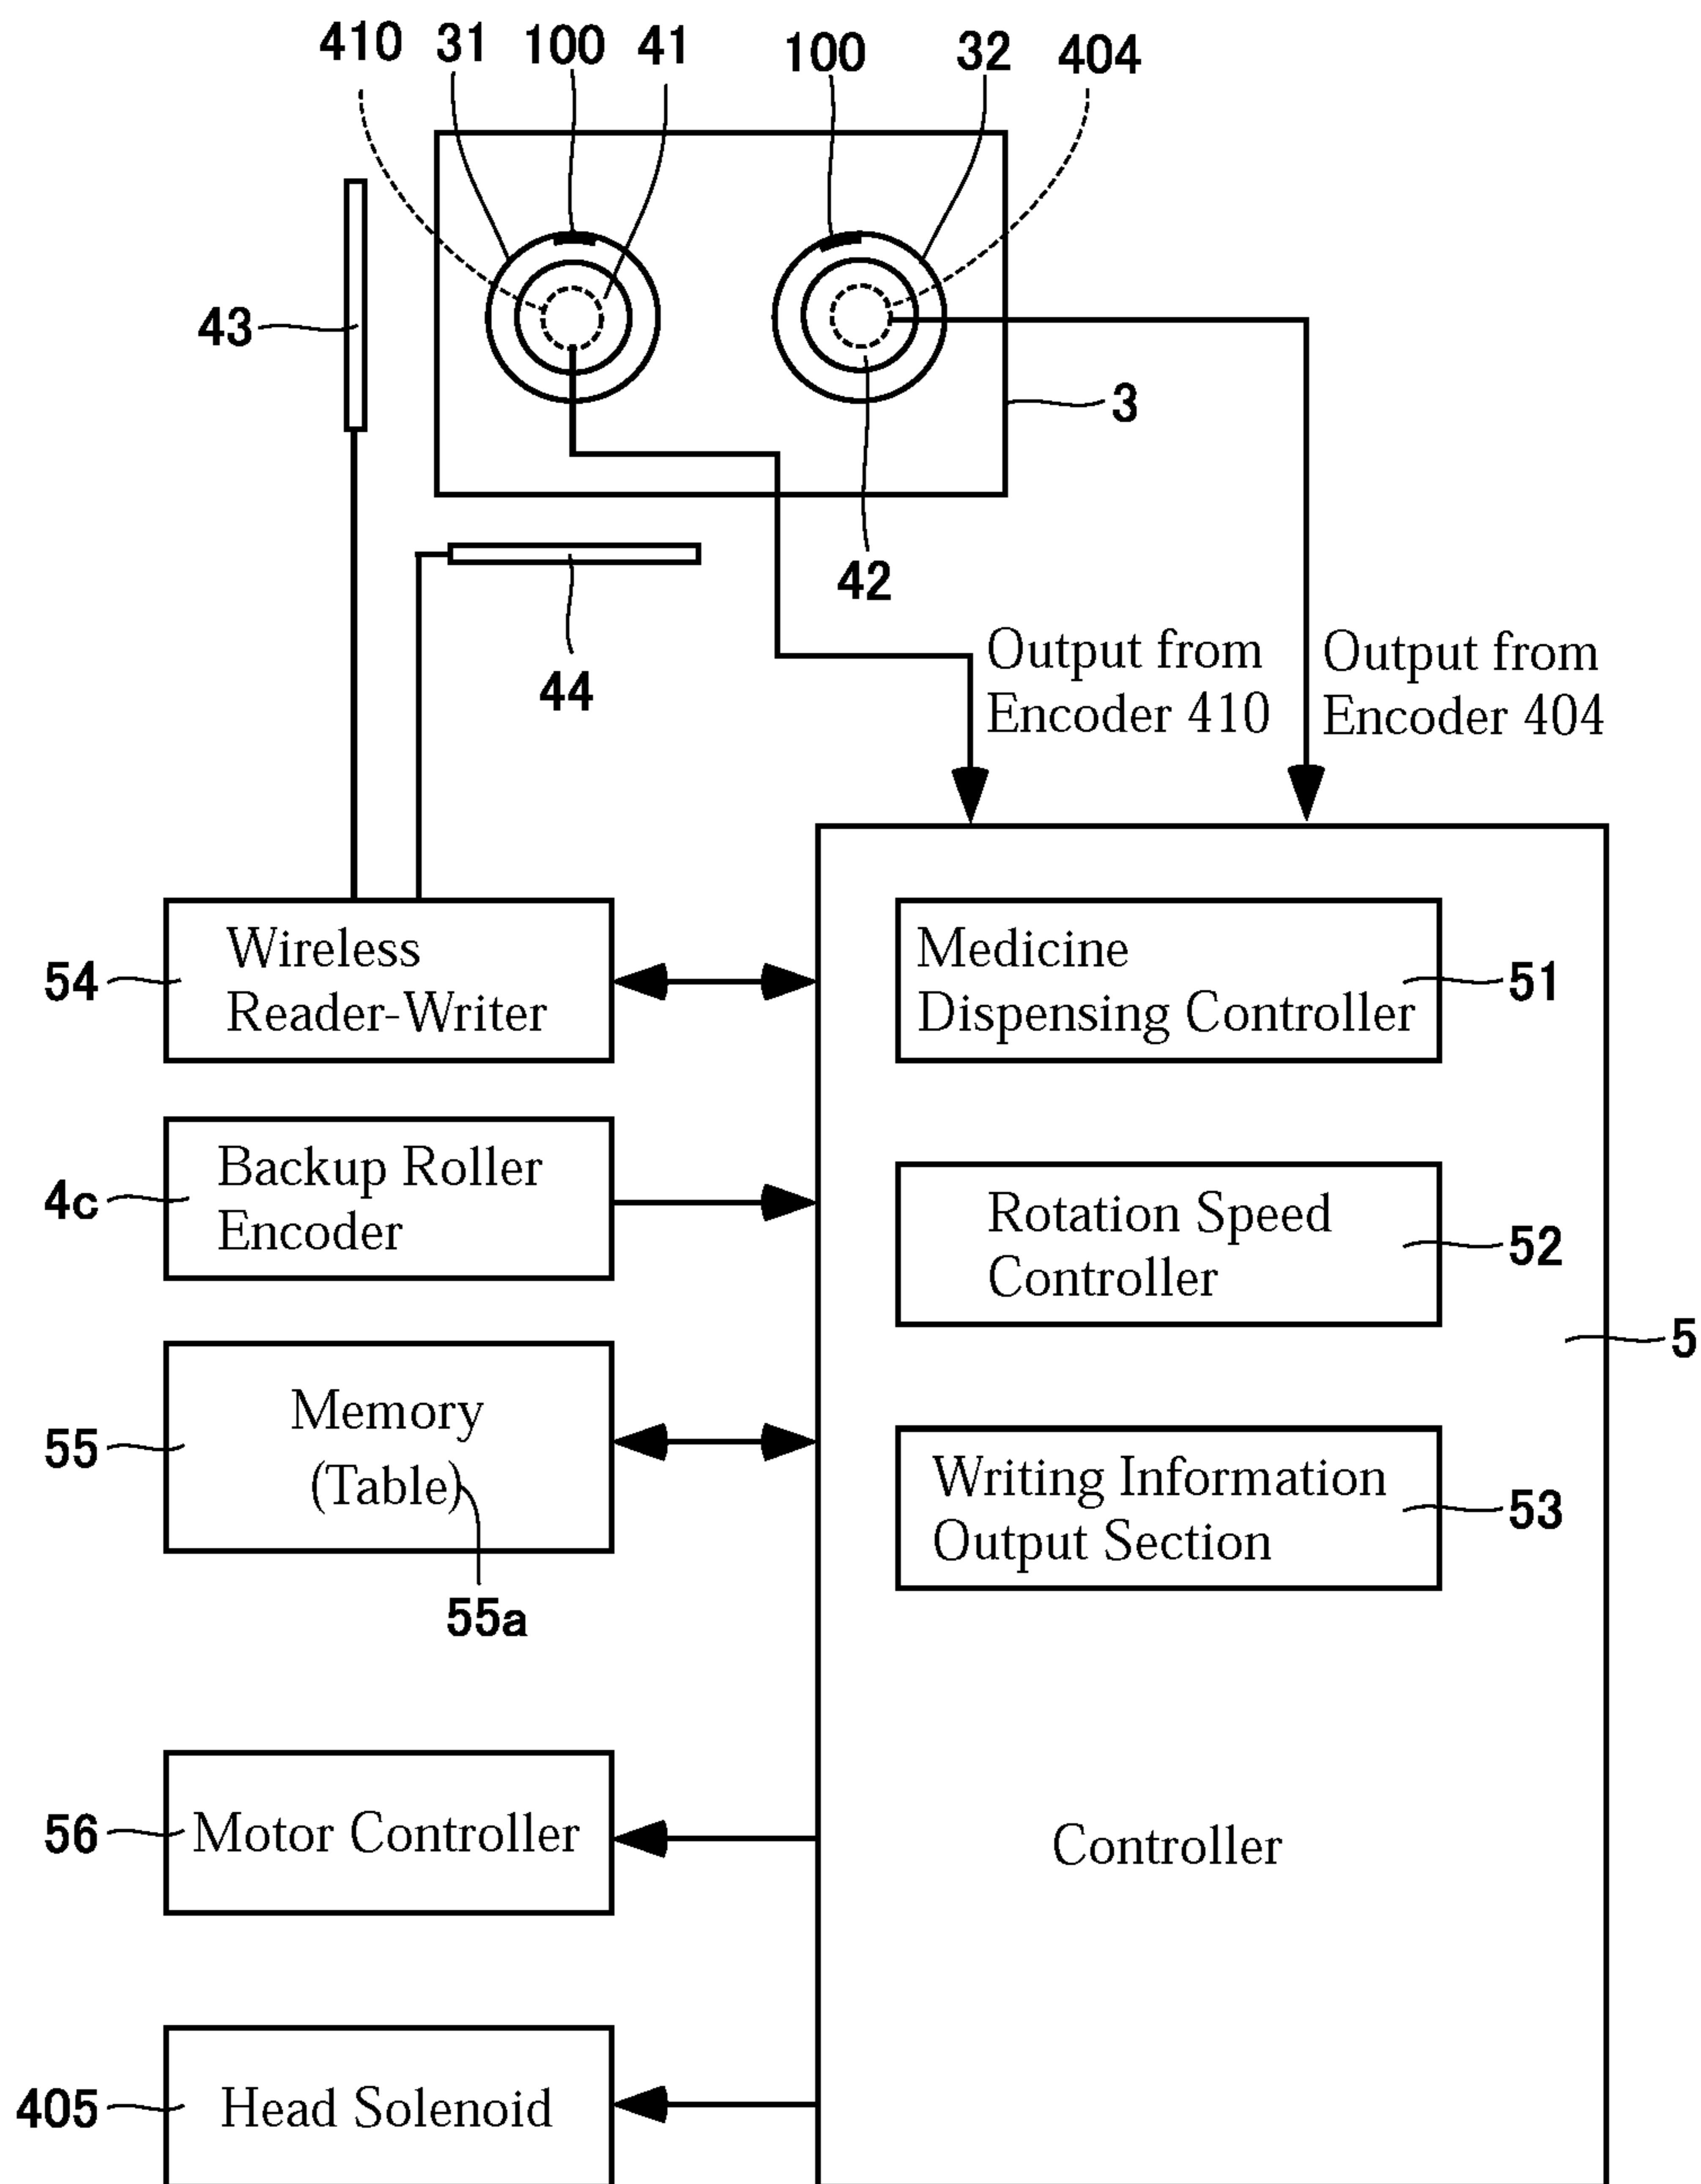 410 31 100 41 100 32 404
43
3
42
44
Output from
Encoder 410
Output from
Encoder 404
54
Wireless
Reader-Writer
Medicine
Dispensing Controller
51
4c
Backup Roller
Encoder
Rotation Speed
Controller
52
5
55
Memory
(Table)
55a
Writing Information
Output Section
53
56
Motor Controller
Controller
405
Head Solenoid